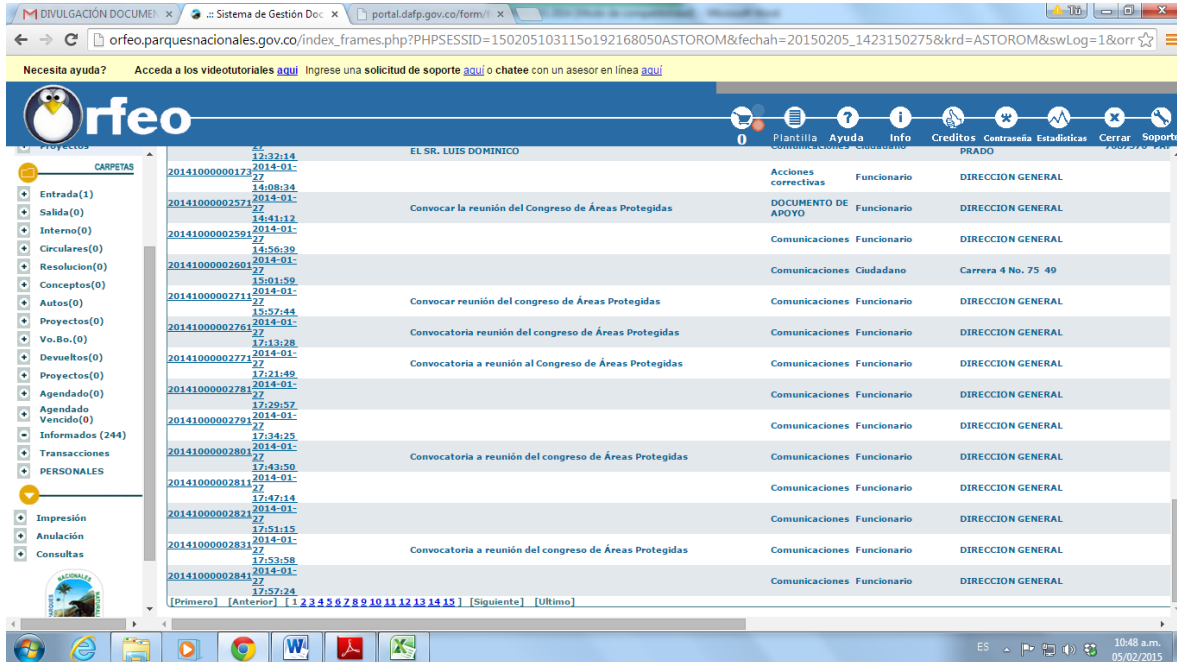 DIVULGACIÓN DOCUMEN
.:: Sistema de Gestión Doc
portal.dafp.gov.co/form/f
orfeo.parquesnacionales.gov.co/index_frames.php?PHPSESSID=150205103115o192168050ASTOROM&fechah=20150205_1423150275&krd=ASTOROM&swLog=1&orr
Necesita ayuda? Acceda a los videotutoriales aqui Ingrese una solicitud de soporte aquí o chatee con un asesor en línea aquí
Orfeo
0 Plantilla Ayuda Info Creditos Contraseña Estadisticas Cerrar Soporte
Proyectos
CARPETAS
Entrada(1)
Salida(0)
Interno(0)
Circulares(0)
Resolucion(0)
Conceptos(0)
Autos(0)
Proyectos(0)
Vo.Bo.(0)
Devueltos(0)
Proyectos(0)
Agendado(0)
Agendado
Vencido(0)
Informados (244)
Transacciones
PERSONALES
Impresión
Anulación
Consultas
NACIONALES
27
12:32:14 EL SR. LUIS DOMINICO Comunicaciones Ciudadano PRADO
20141000000173 2014-01-27 14:08:34 Acciones correctivas Funcionario DIRECCION GENERAL
20141000002571 2014-01-27 14:41:12 Convocar la reunión del Congreso de Áreas Protegidas DOCUMENTO DE APOYO Funcionario DIRECCION GENERAL
20141000002591 2014-01-27 14:56:39 Comunicaciones Funcionario DIRECCION GENERAL
20141000002601 2014-01-27 15:01:59 Comunicaciones Ciudadano Carrera 4 No. 75 49
20141000002711 2014-01-27 15:57:44 Convocar reunión del congreso de Áreas Protegidas Comunicaciones Funcionario DIRECCION GENERAL
20141000002761 2014-01-27 17:13:28 Convocatoria reunión del congreso de Áreas Protegidas Comunicaciones Funcionario DIRECCION GENERAL
20141000002771 2014-01-27 17:21:49 Convocatoria a reunión al Congreso de Áreas Protegidas Comunicaciones Funcionario DIRECCION GENERAL
20141000002781 2014-01-27 17:29:57 Comunicaciones Funcionario DIRECCION GENERAL
20141000002791 2014-01-27 17:34:25 Comunicaciones Funcionario DIRECCION GENERAL
20141000002801 2014-01-27 17:43:50 Convocatoria a reunión del congreso de Áreas Protegidas Comunicaciones Funcionario DIRECCION GENERAL
20141000002811 2014-01-27 17:47:14 Comunicaciones Funcionario DIRECCION GENERAL
20141000002821 2014-01-27 17:51:15 Comunicaciones Funcionario DIRECCION GENERAL
20141000002831 2014-01-27 17:53:58 Convocatoria a reunión del congreso de Áreas Protegidas Comunicaciones Funcionario DIRECCION GENERAL
20141000002841 2014-01-27 17:57:24 Comunicaciones Funcionario DIRECCION GENERAL
[Primero] [Anterior] [ 1 2 3 4 5 6 7 8 9 10 11 12 13 14 15 ] [Siguiente] [Ultimo]
ES
10:48 a.m.
05/02/2015